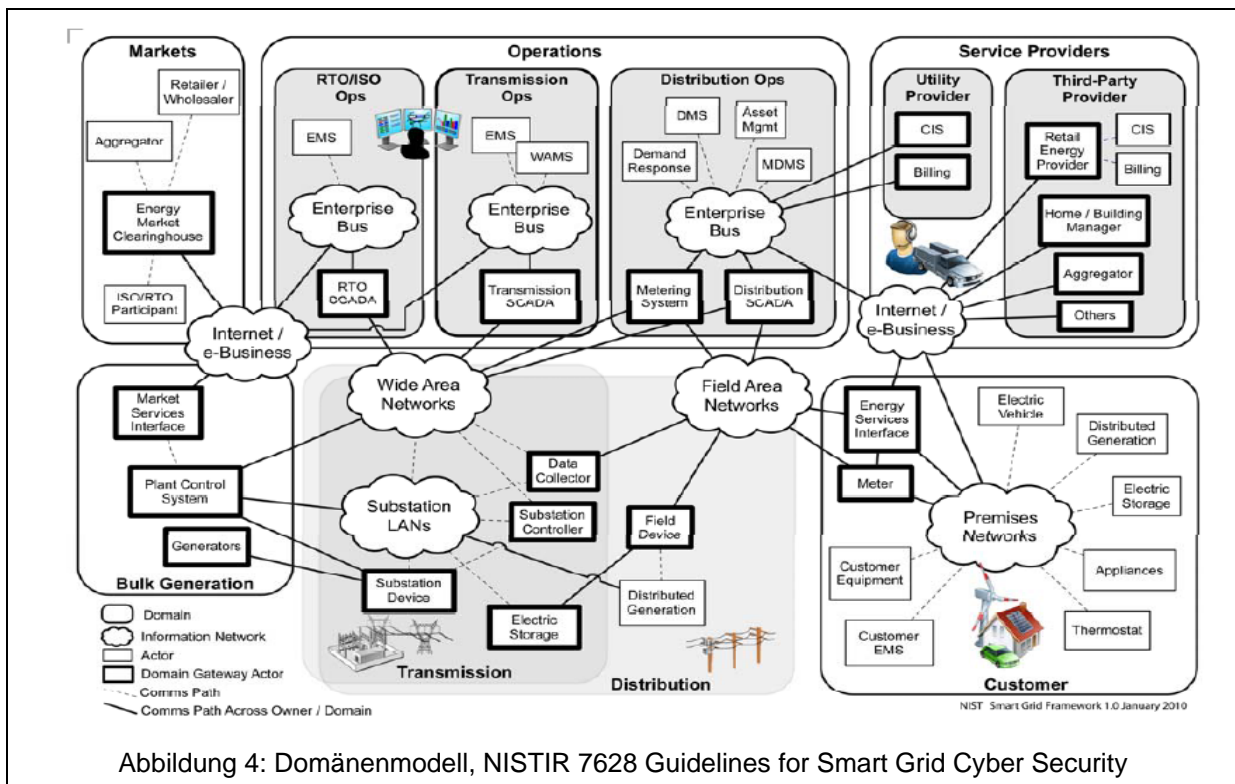 Markets
Retailer /
Wholesaler
Aggregator
Energy
Market
Clearinghouse
ISO/RTO
Participant
Internet /
e-Business
Operations
RTO/ISO
Ops
EMS
Enterprise
Bus
RTO
SCADA
Transmission
Ops
EMS
WAMS
Enterprise
Bus
Transmission
SCADA
Distribution Ops
DMS
Asset
Mgmt
Demand
Response
MDMS
Enterprise
Bus
Metering
System
Distribution
SCADA
Service Providers
Utility
Provider
CIS
Billing
Third-Party
Provider
Retail
Energy
Provider
CIS
Billing
Home / Building
Manager
Aggregator
Others
Internet /
e-Business
Market
Services
Interface
Plant Control
System
Generators
Bulk Generation
Wide Area
Networks
Field Area
Networks
Data
Collector
Substation
LANs
Substation
Controller
Field
Device
Substation
Device
Electric
Storage
Distributed
Generation
Transmission
Distribution
Energy
Services
Interface
Meter
Electric
Vehicle
Distributed
Generation
Electric
Storage
Premises
Networks
Customer
Equipment
Appliances
Customer
EMS
Thermostat
Customer
Domain
Information Network
Actor
Domain Gateway Actor
Comms Path
Comms Path Across Owner / Domain
NIST Smart Grid Framework 1.0 January 2010
Abbildung 4: Domänenmodell, NISTIR 7628 Guidelines for Smart Grid Cyber Security